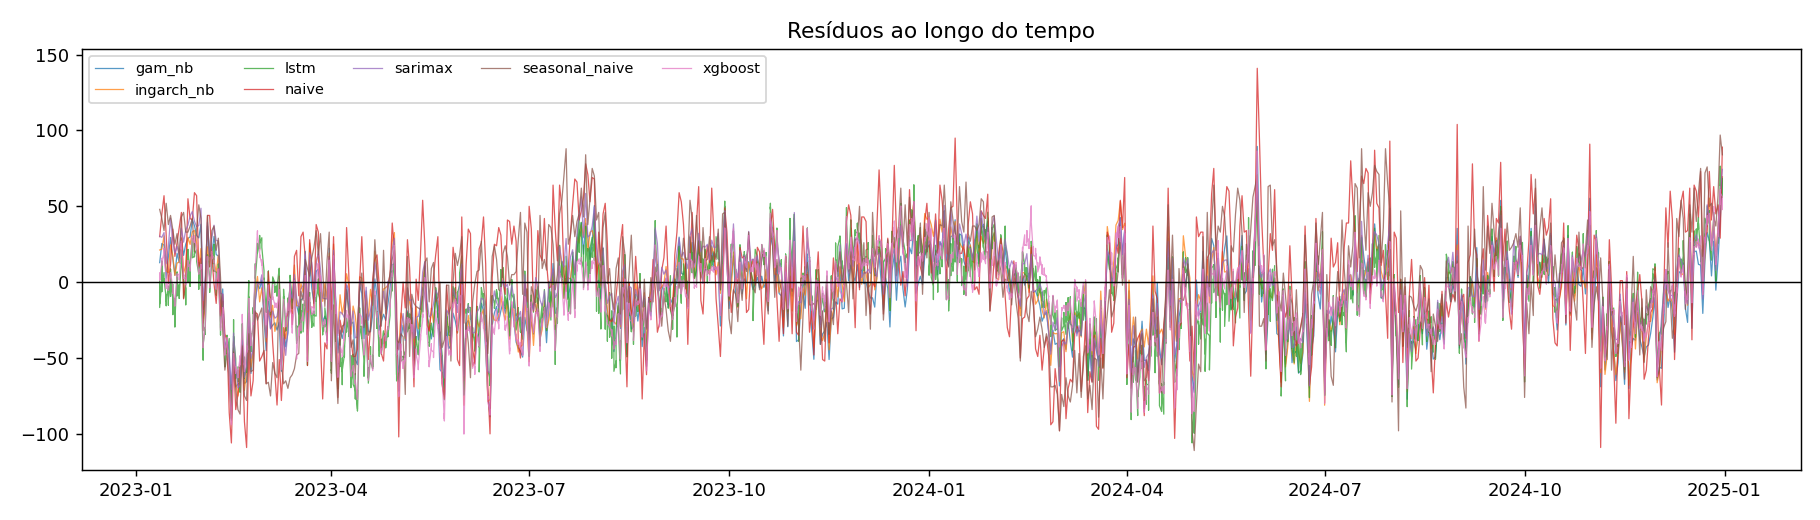 Resíduos ao longo do tempo
150
100
50
0
−50
−100
gam_nb lstm sarimax seasonal_naive xgboost
ingarch_nb naive
2023-01 2023-04 2023-07 2023-10 2024-01 2024-04 2024-07 2024-10 2025-01